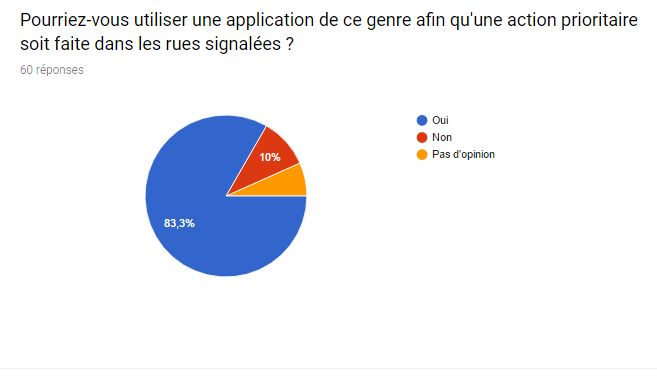 Pourriez-vous utiliser une application de ce genre afin qu'une action prioritaire
soit faite dans les rues signalées ?
60 réponses
Oui
Non
Pas d'opinion
10%
83,3%